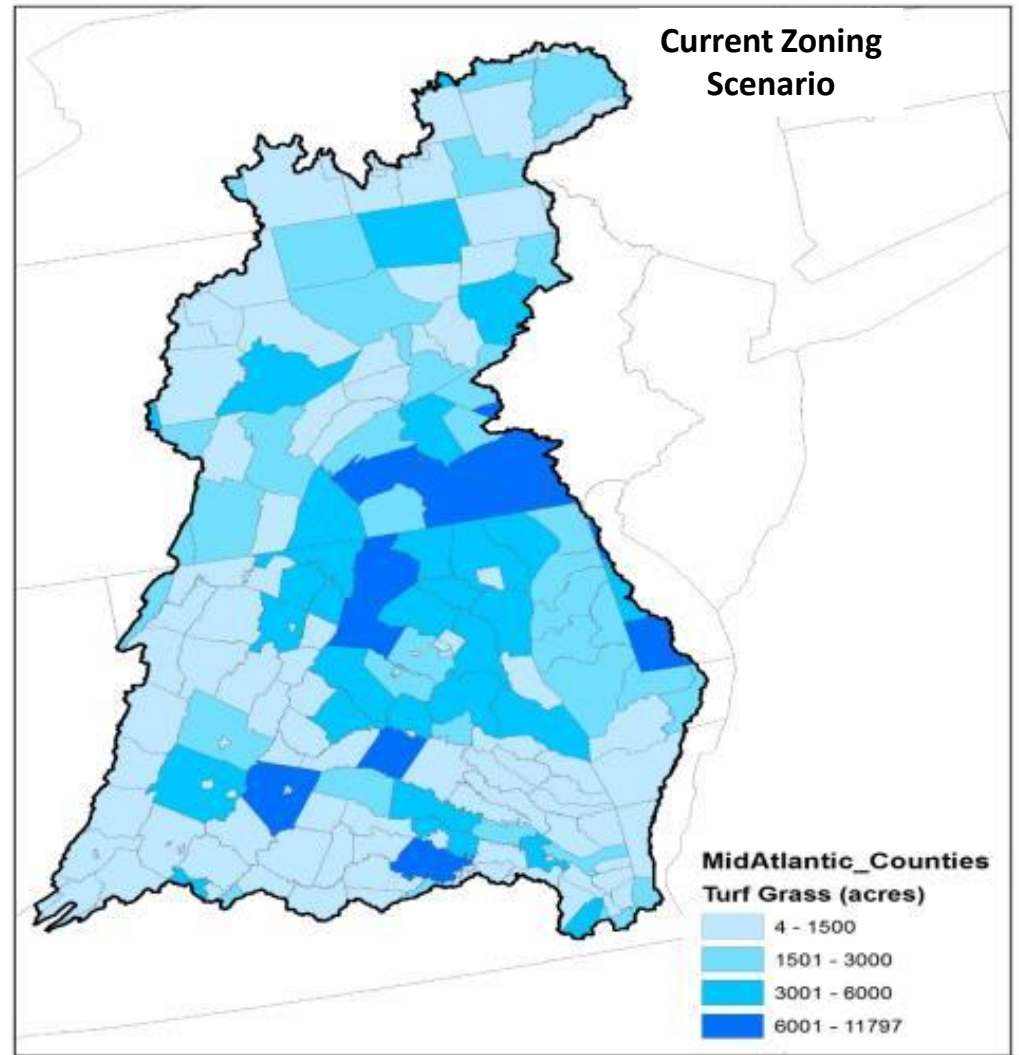 Current Zoning
Scenario
MidAtlantic_Counties
Turf Grass (acres)
4 - 1500
1501 - 3000
3001 - 6000
6001 - 11797